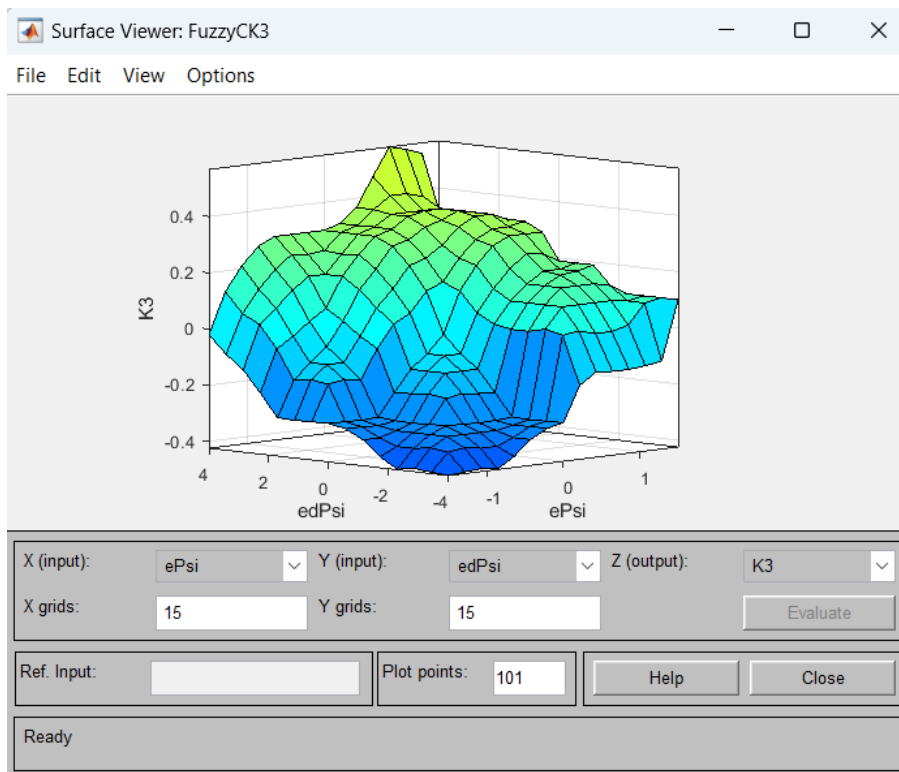 Surface Viewer: FuzzyCK3
File Edit View Options
0.4
0.2
0
-0.2
-0.4
K3
4 2 0 -2 -4 -1 0 1
edPsi ePsi
X (input): ePsi Y (input): edPsi Z (output): K3
X grids: 15 Y grids: 15 Evaluate
Ref. Input: Plot points: 101 Help Close
Ready